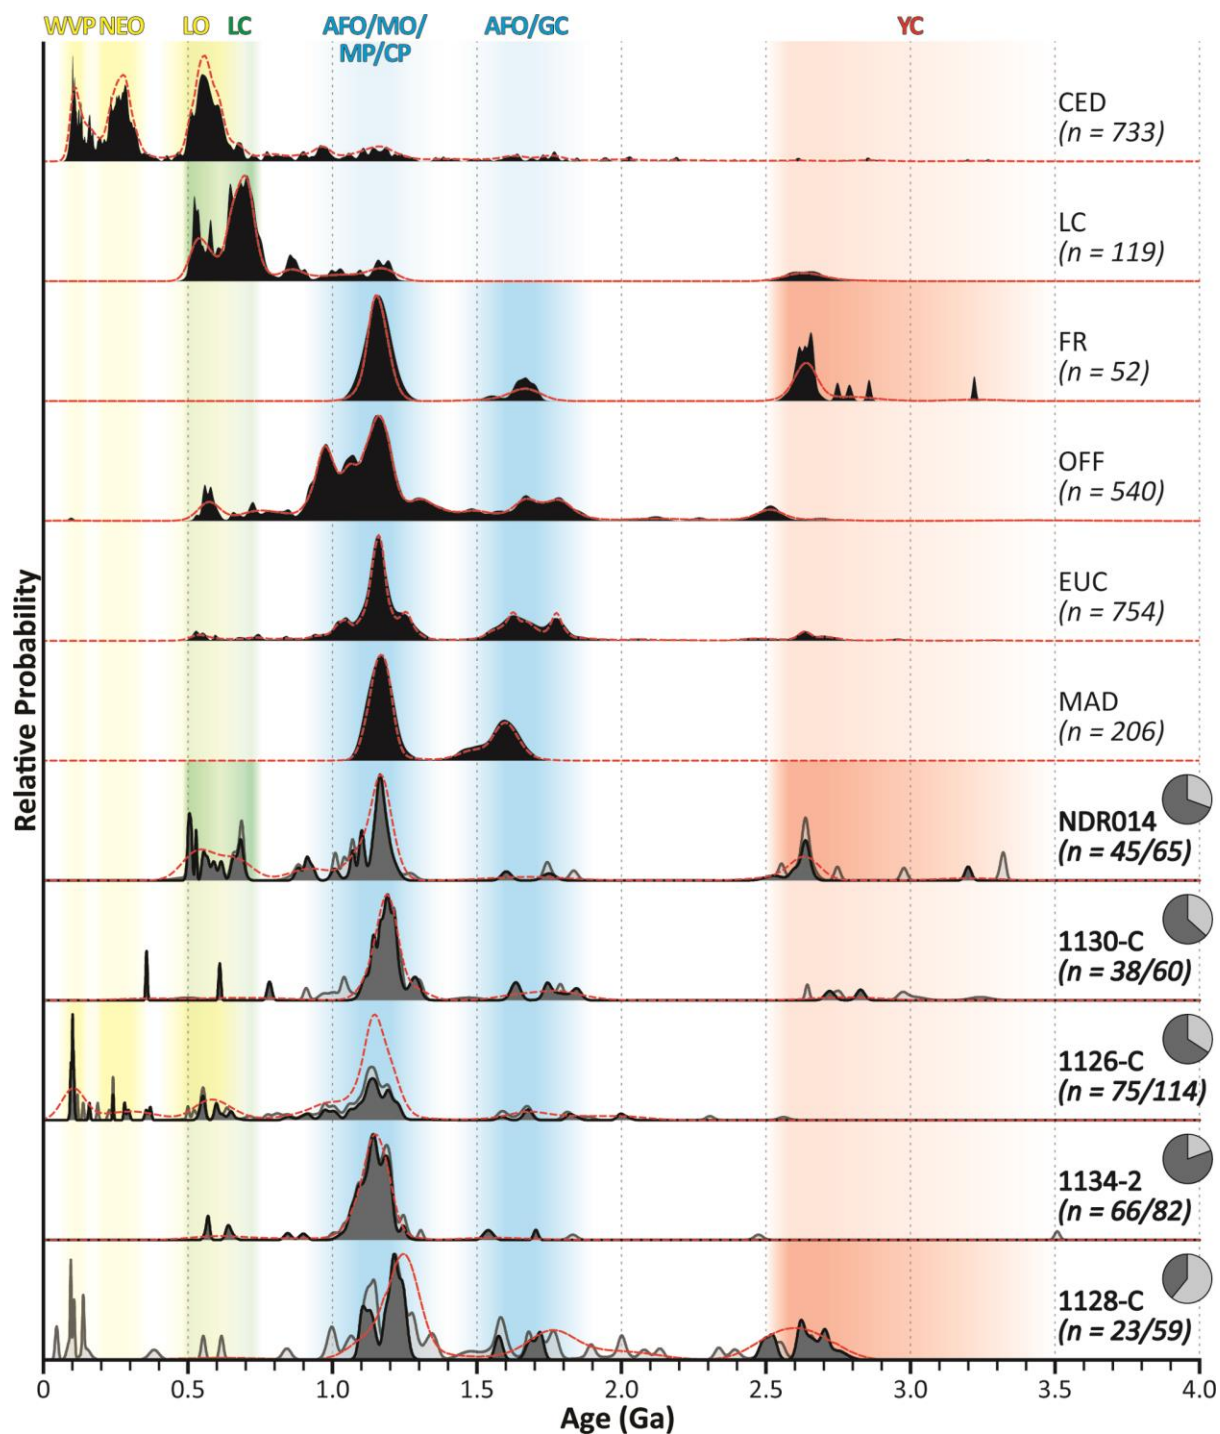 WVP NEO LO LC AFO/MO/ AFO/GC YC
MP/CP
CED
(n = 733)
LC
(n = 119)
FR
(n = 52)
OFF
(n = 540)
EUC
(n = 754)
MAD
(n = 206)
NDR014
(n = 45/65)
1130-C
(n = 38/60)
1126-C
(n = 75/114)
1134-2
(n = 66/82)
1128-C
(n = 23/59)
Relative Probability
0 0.5 1.0 1.5 2.0 2.5 3.0 3.5 4.0
Age (Ga)